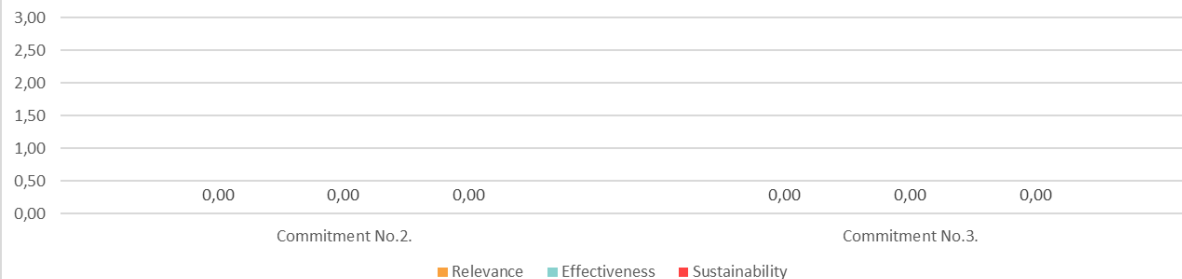 3,00
2,50
2,00
1,50
1,00
0,50
0,00
0,00 0,00 0,00 0,00 0,00 0,00
Commitment No.2. Commitment No.3.
Relevance Effectiveness Sustainability